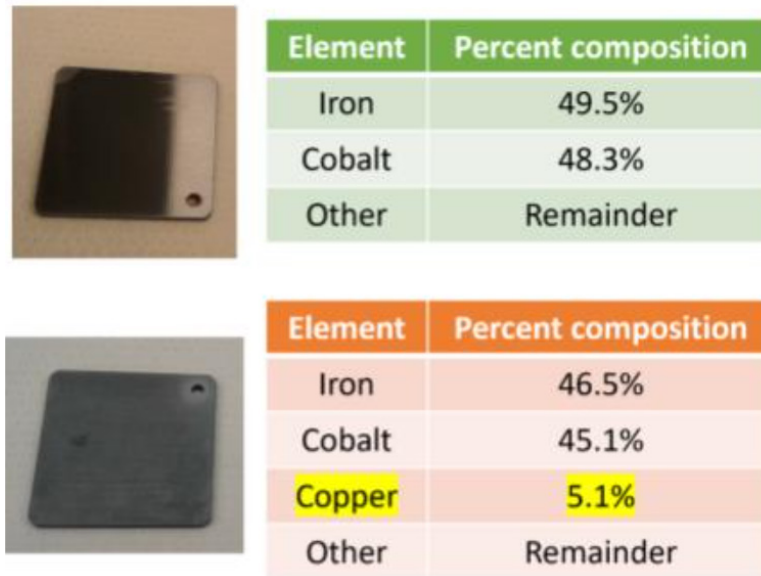 Element Percent composition
Iron 49.5%
Cobalt 48.3%
Other Remainder
Element Percent composition
Iron 46.5%
Cobalt 45.1%
Copper 5.1%
Other Remainder